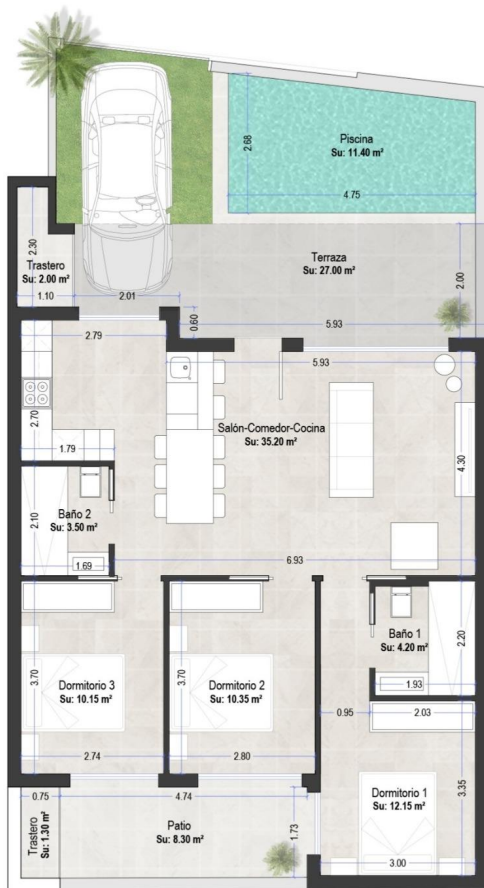 Piscina
Su: 11.40 m²
2.68
4.75
2.30
Trastero
Su: 2.00 m²
1.10
2.01
Terraza
Su: 27.00 m²
2.00
0.60
5.93
2.79
5.93
2.70
Salón-Comedor-Cocina
Su: 35.20 m²
4.30
1.79
2.10
Baño 2
Su: 3.50 m²
1.69
6.93
Baño 1
Su: 4.20 m²
2.20
1.93
3.70
Dormitorio 3
Su: 10.15 m²
2.74
3.70
Dormitorio 2
Su: 10.35 m²
2.80
0.95
2.03
3.35
Dormitorio 1
Su: 12.15 m²
3.00
0.75
4.74
Trastero
Su: 1.30 m²
Patio
Su: 8.30 m²
1.73